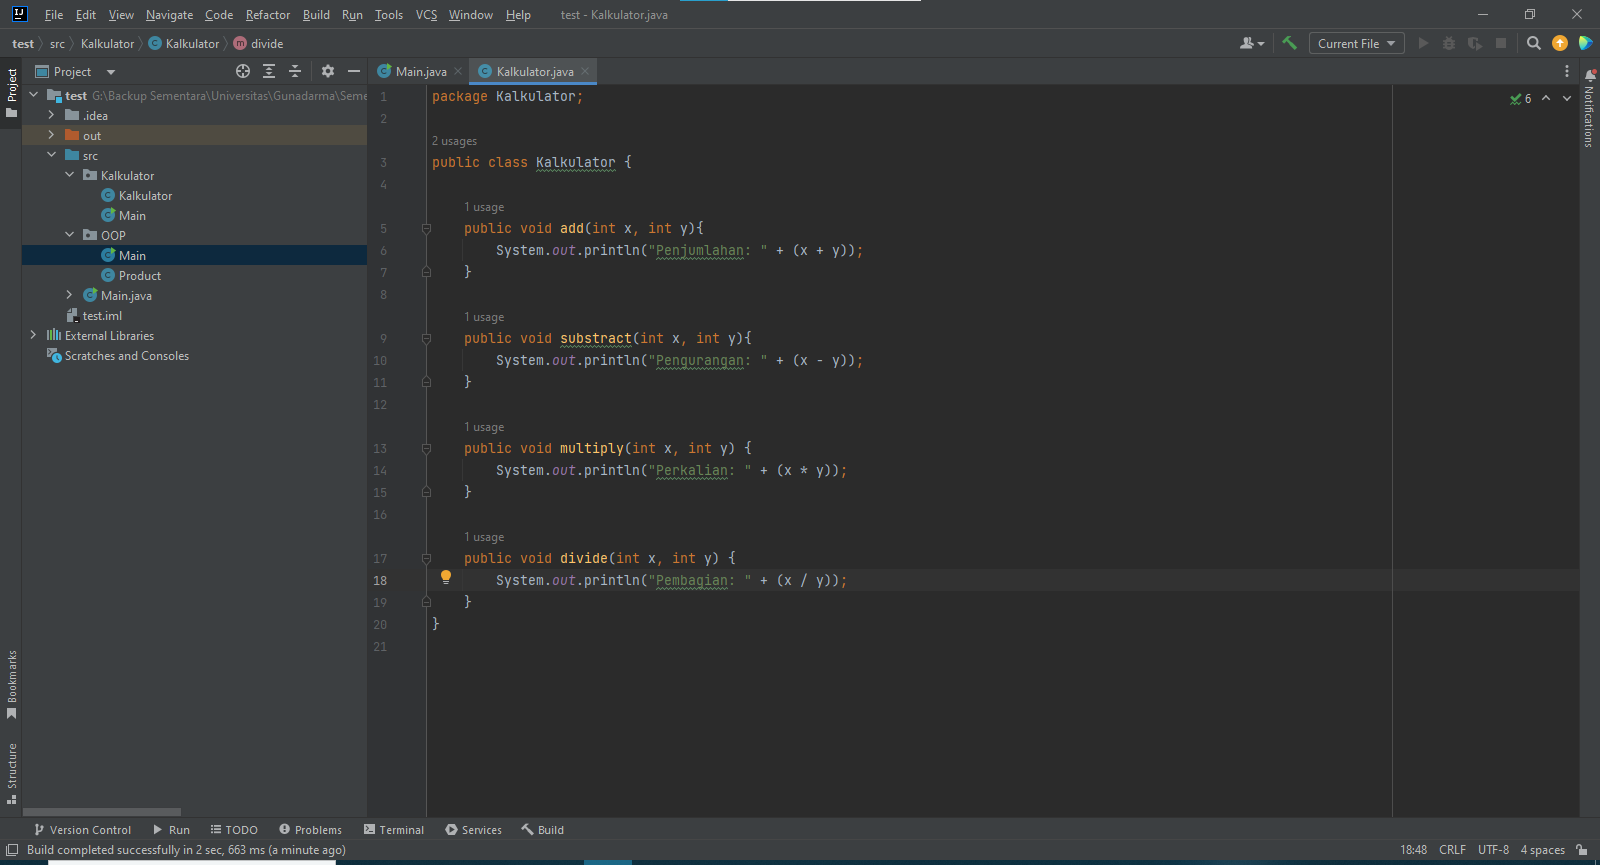 File Edit View Navigate Code Refactor Build Run Tools VCS Window Help test - Kalkulator.java
test src Kalkulator Kalkulator divide
Current File
Project
Main.java Kalkulator.java
Project
test G:\Backup Sementara\Universitas\Gunadarma\Seme
.idea
out
src
Kalkulator
Kalkulator
Main
OOP
Main
Product
Main.java
test.iml
External Libraries
Scratches and Consoles
1 package Kalkulator;
2
2 usages
3 public class Kalkulator {
4
1 usage
5 public void add(int x, int y){
6 System.out.println("Penjumlahan: " + (x + y));
7 }
8
1 usage
9 public void substract(int x, int y){
10 System.out.println("Pengurangan: " + (x - y));
11 }
12
1 usage
13 public void multiply(int x, int y) {
14 System.out.println("Perkalian: " + (x * y));
15 }
16
1 usage
17 public void divide(int x, int y) {
18 System.out.println("Pembagian: " + (x / y));
19 }
20 }
21
6
Notifications
Bookmarks
Structure
Version Control Run TODO Problems Terminal Services Build
Build completed successfully in 2 sec, 663 ms (a minute ago)
18:48 CRLF UTF-8 4 spaces